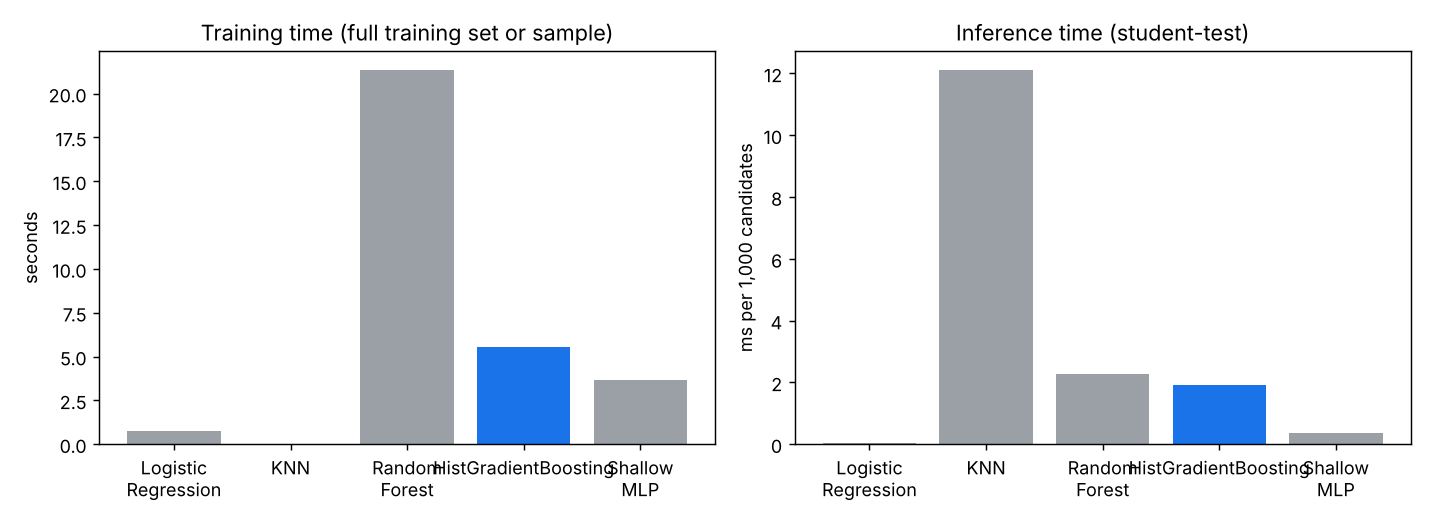 Training time (full training set or sample)
seconds
20.0
17.5
15.0
12.5
10.0
7.5
5.0
2.5
0.0
Logistic
Regression
KNN
Random
Forest
HistGradientBoosting
Shallow
MLP
Inference time (student-test)
ms per 1,000 candidates
12
10
8
6
4
2
0
Logistic
Regression
KNN
Random
Forest
HistGradientBoosting
Shallow
MLP